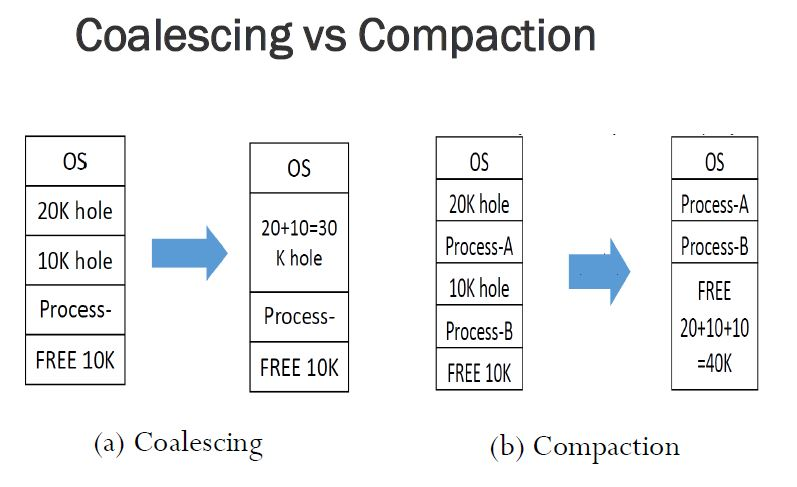 Coalescing vs Compaction
OS
20K hole
10K hole
Process-
FREE 10K
OS
20+10=30
K hole
Process-
FREE 10K
(a) Coalescing
OS
20K hole
Process-A
10K hole
Process-B
FREE 10K
OS
Process-A
Process-B
FREE
20+10+10
=40K
(b) Compaction